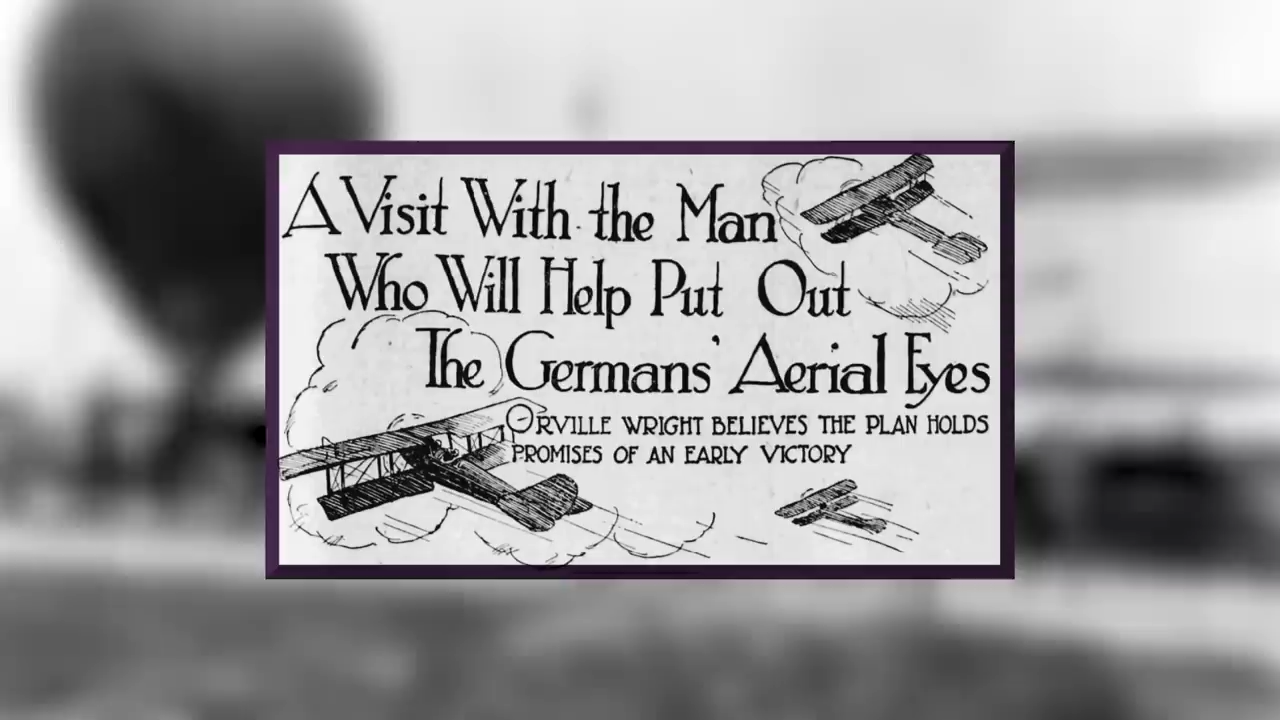 A Visit With the Man
Who Will Help Put Out
The Germans' Aerial Eyes
ORVILLE WRIGHT BELIEVES THE PLAN HOLDS
PROMISES OF AN EARLY VICTORY